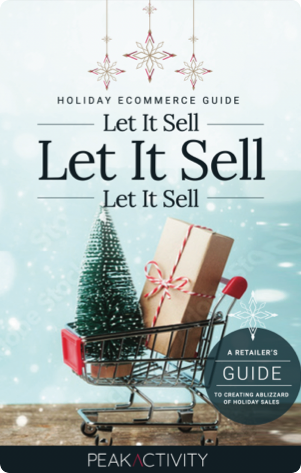 HOLIDAY ECOMMERCE GUIDE
Let It Sell
Let It Sell
Let It Sell
A RETAILER'S
GUIDE
TO CREATING ABLIZZARD
OF HOLIDAY SALES
PEAKACTIVITY